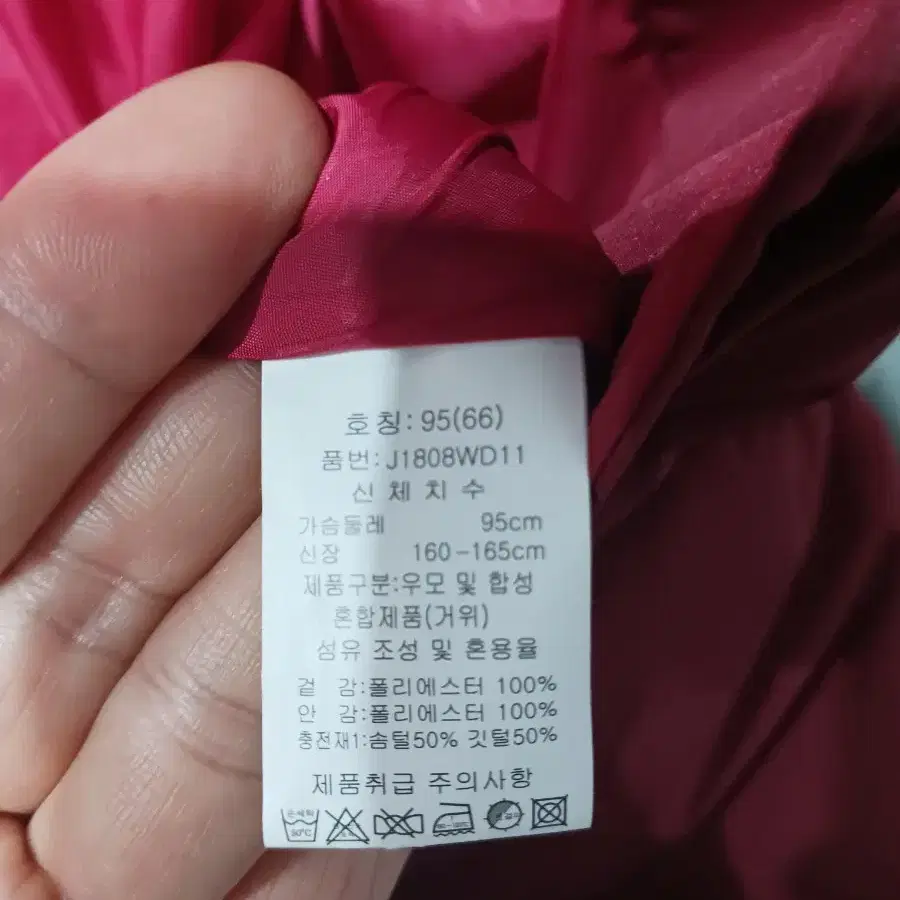 호칭: 95(66)
품번: J1808WD11
신체치수
가슴둘레 95cm
신장 160-165cm
제품구분:우모 및 합성
혼합제품(거위)
섬유 조성 및 혼용율
겉 감:폴리에스터 100%
안 감:폴리에스터 100%
충전재1:솜털50% 깃털50%
제품취급 주의사항